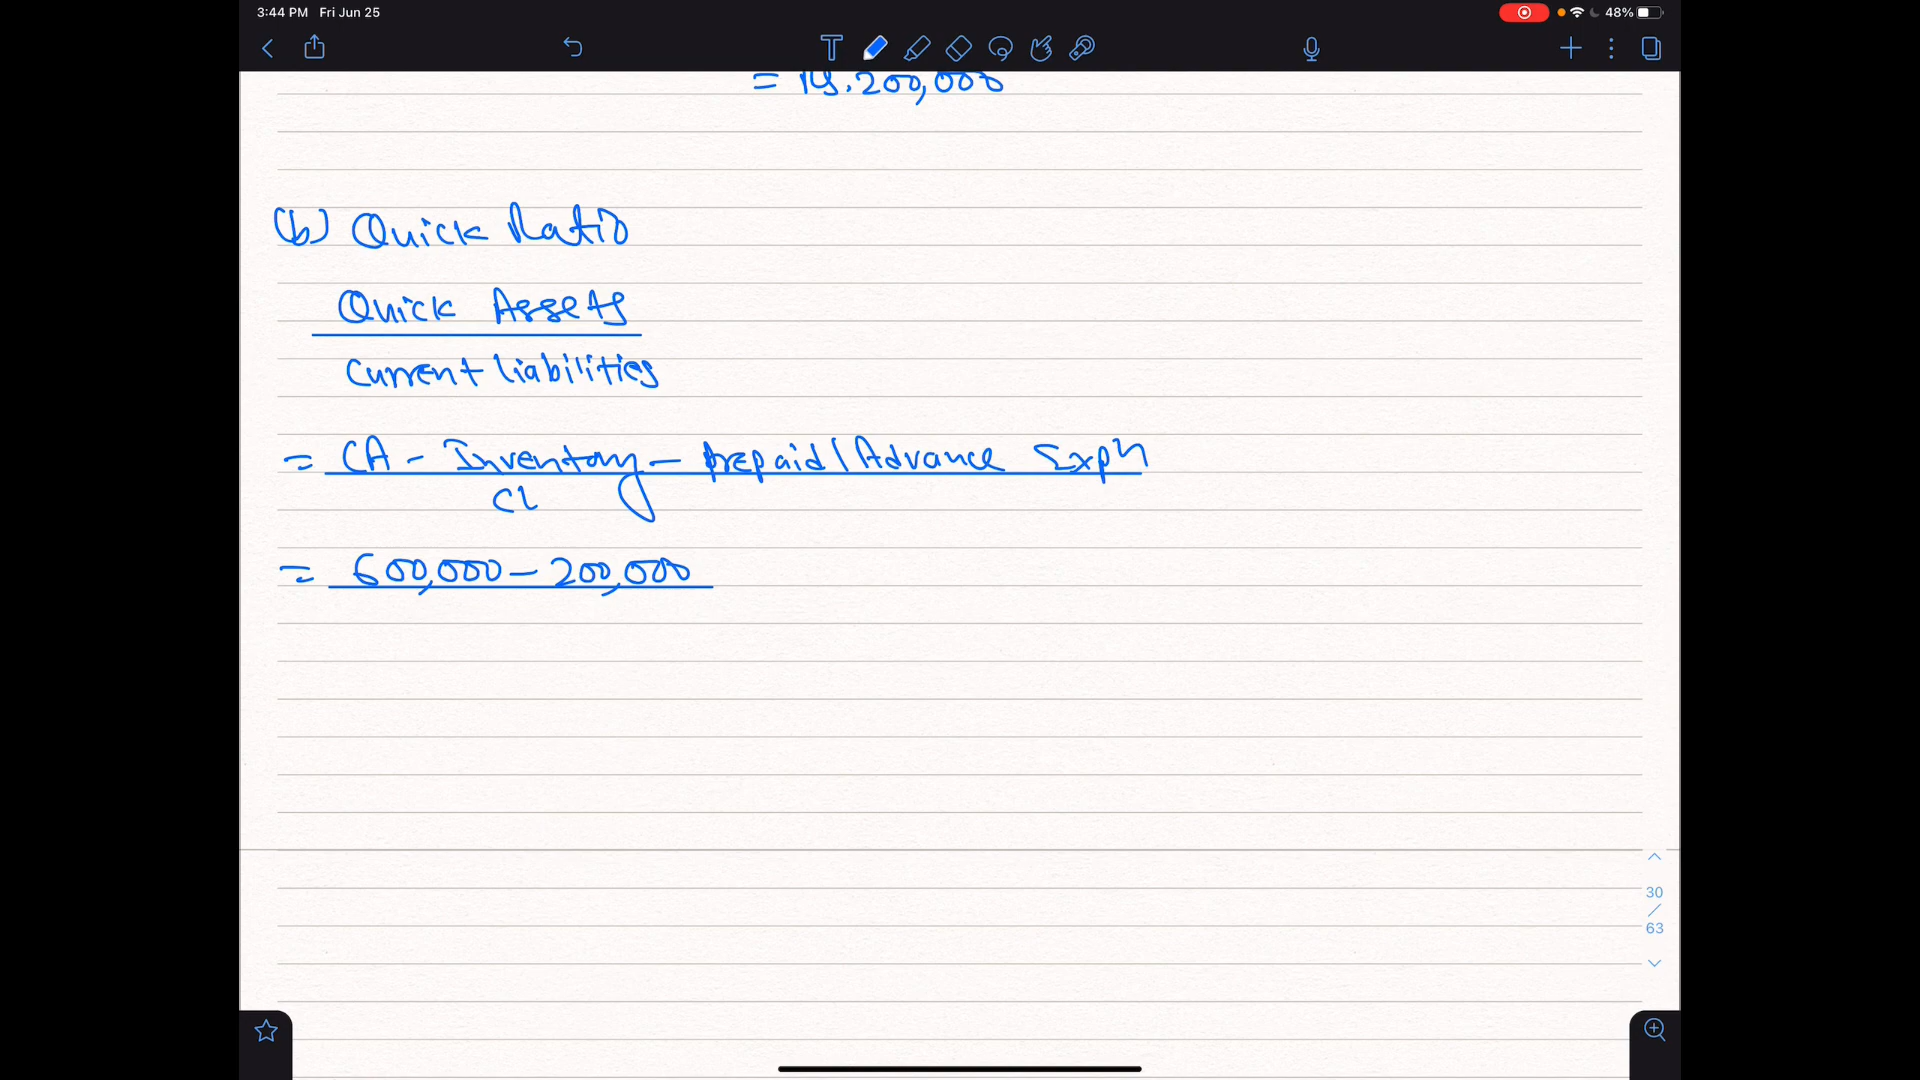 3:44 PM Fri Jun 25
48%
T
200,000
(b) Quick Ratio
Quick Assets
Current liabilities
= CA - Inventory - prepaid/Advance Expn
CL
= 600,000 - 200,000
30
/
63